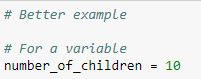 # Better example
# For a variable
number_of_children = 10